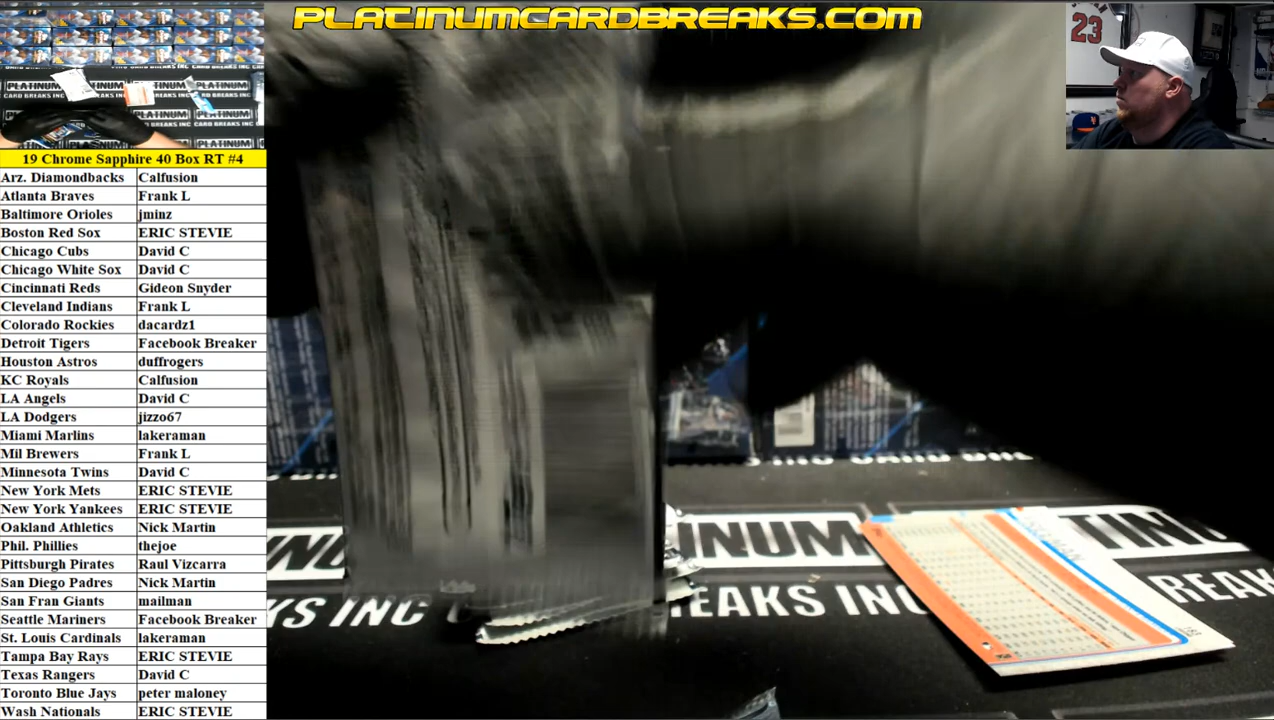 PLATINUMCARDBREAKS.COM
23
19 Chrome Sapphire 40 Box RT #4
Arz. Diamondbacks Calfusion
Atlanta Braves Frank L
Baltimore Orioles jminz
Boston Red Sox ERIC STEVIE
Chicago Cubs David C
Chicago White Sox David C
Cincinnati Reds Gideon Snyder
Cleveland Indians Frank L
Colorado Rockies dacardz1
Detroit Tigers Facebook Breaker
Houston Astros duffrogers
KC Royals Calfusion
LA Angels David C
LA Dodgers jizzo67
Miami Marlins lakeraman
Mil Brewers Frank L
Minnesota Twins David C
New York Mets ERIC STEVIE
New York Yankees ERIC STEVIE
Oakland Athletics Nick Martin
Phil. Phillies thejoe
Pittsburgh Pirates Raul Vizcarra
San Diego Padres Nick Martin
San Fran Giants mailman
Seattle Mariners Facebook Breaker
St. Louis Cardinals lakeraman
Tampa Bay Rays ERIC STEVIE
Texas Rangers David C
Toronto Blue Jays peter maloney
Wash Nationals ERIC STEVIE
INUM
TINUM
KS INC
EAKS INC
BREAK